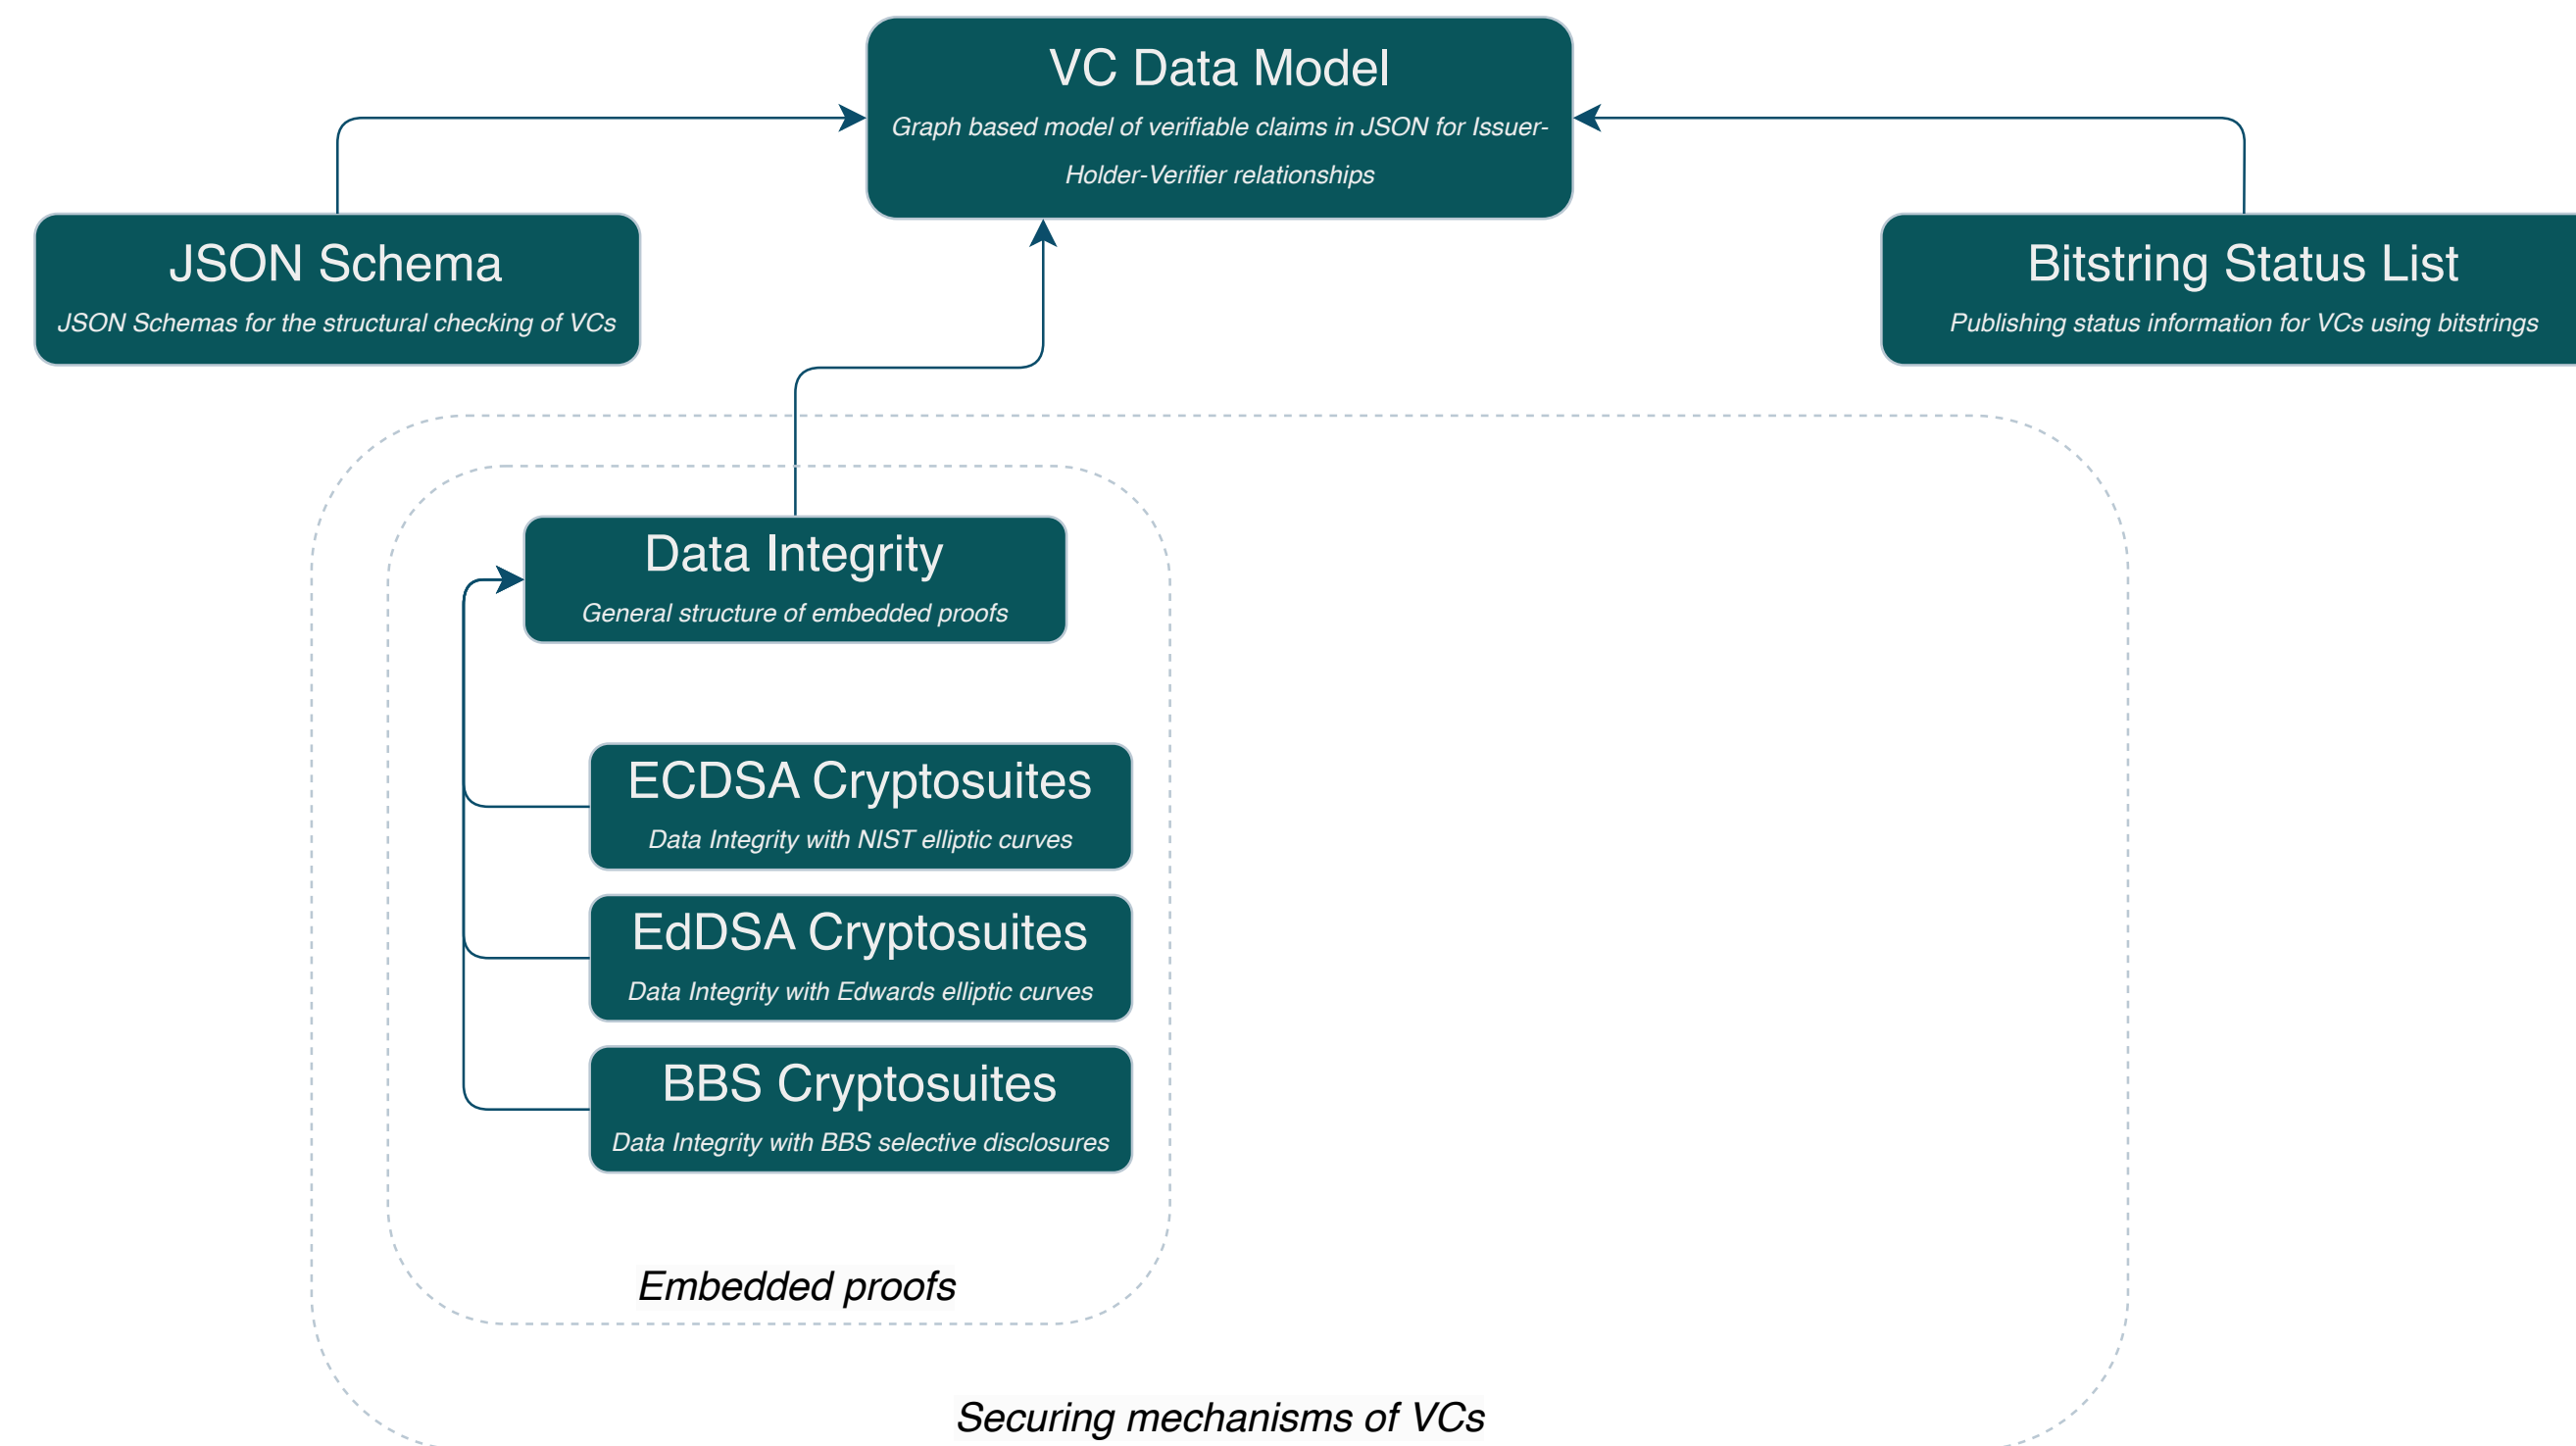 VC Data Model
Graph based model of verifiable claims in JSON for Issuer-
Holder-Verifier relationships
JSON Schema
JSON Schemas for the structural checking of VCs
Bitstring Status List
Publishing status information for VCs using bitstrings
Data Integrity
General structure of embedded proofs
ECDSA Cryptosuites
Data Integrity with NIST elliptic curves
EdDSA Cryptosuites
Data Integrity with Edwards elliptic curves
BBS Cryptosuites
Data Integrity with BBS selective disclosures
Embedded proofs
Securing mechanisms of VCs